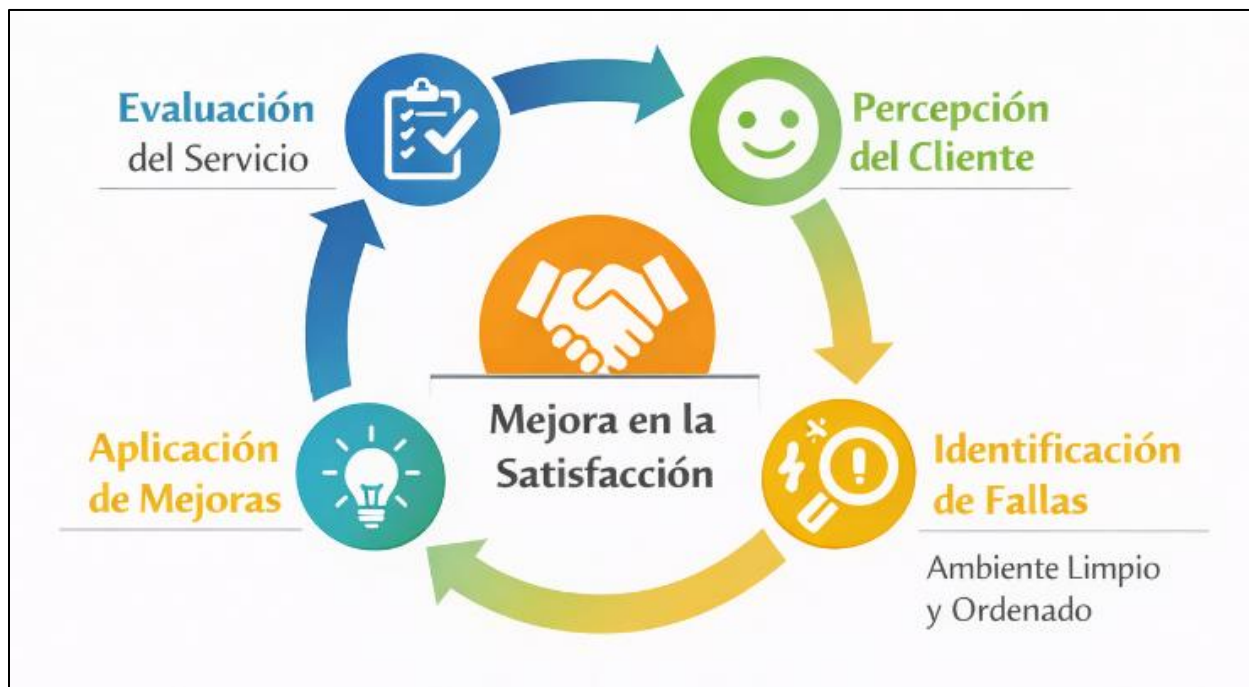 Evaluación
del Servicio
Percepción
del Cliente
Mejora en la
Satisfacción
Aplicación
de Mejoras
Identificación
de Fallas
Ambiente Limpio
y Ordenado